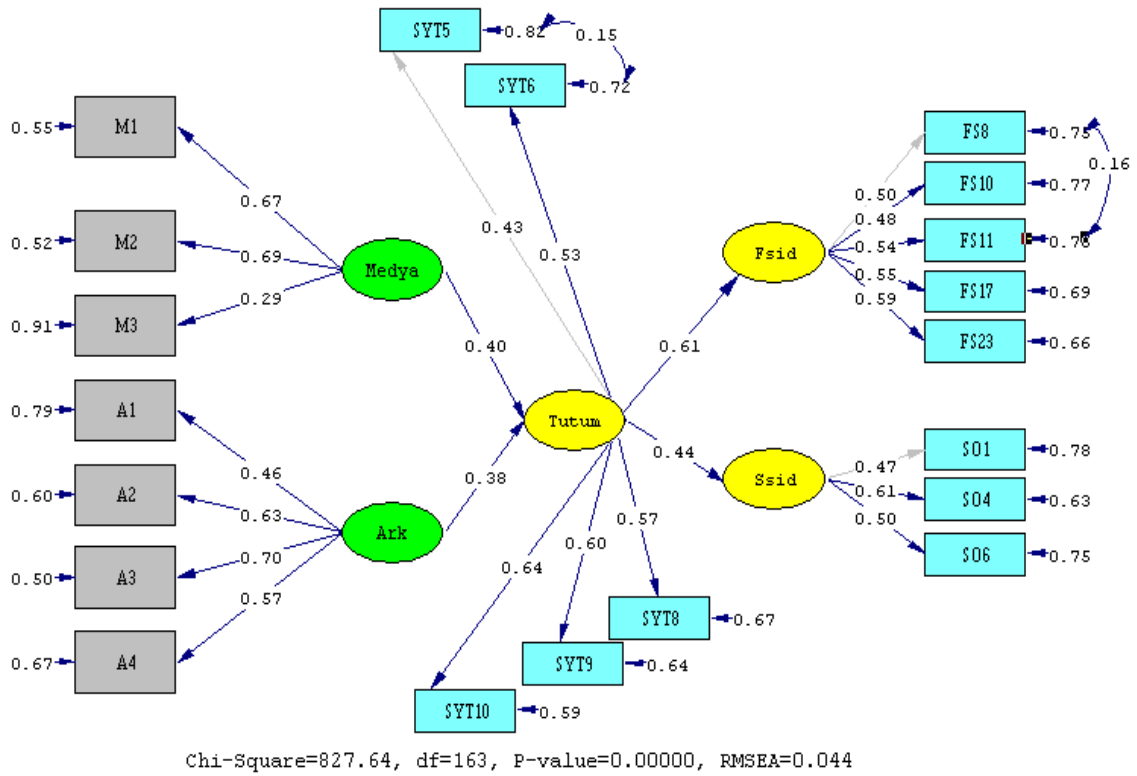 SYT5 0.82 0.15
SYT6 0.72
0.55 M1
0.67
0.52 M2
0.69
0.91 M3
0.29
Medya
0.43
0.53
0.40
0.79 A1
0.46
0.60 A2
0.63
0.50 A3
0.70
0.67 A4
0.57
Ark
0.38
Tutum
0.61
0.44
Fsid
0.50 FS8 0.75
0.16
0.48 FS10 0.77
0.54 FS11
0.55 FS17 0.69
0.59 FS23 0.66
Ssid
0.47 SO1 0.78
0.61 SO4 0.63
0.50 SO6 0.75
0.57
0.60
0.64
SYT8 0.67
SYT9 0.64
SYT10 0.59
Chi-Square=827.64, df=163, P-value=0.00000, RMSEA=0.044